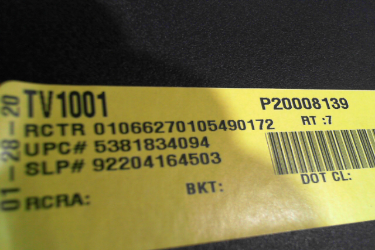 TV1001 P20008139
RCTR 01066270105490172 RT :7
UPC# 5381834094
SLP# 92204164503
RCRA: BKT: DOT CL:
01-28-20